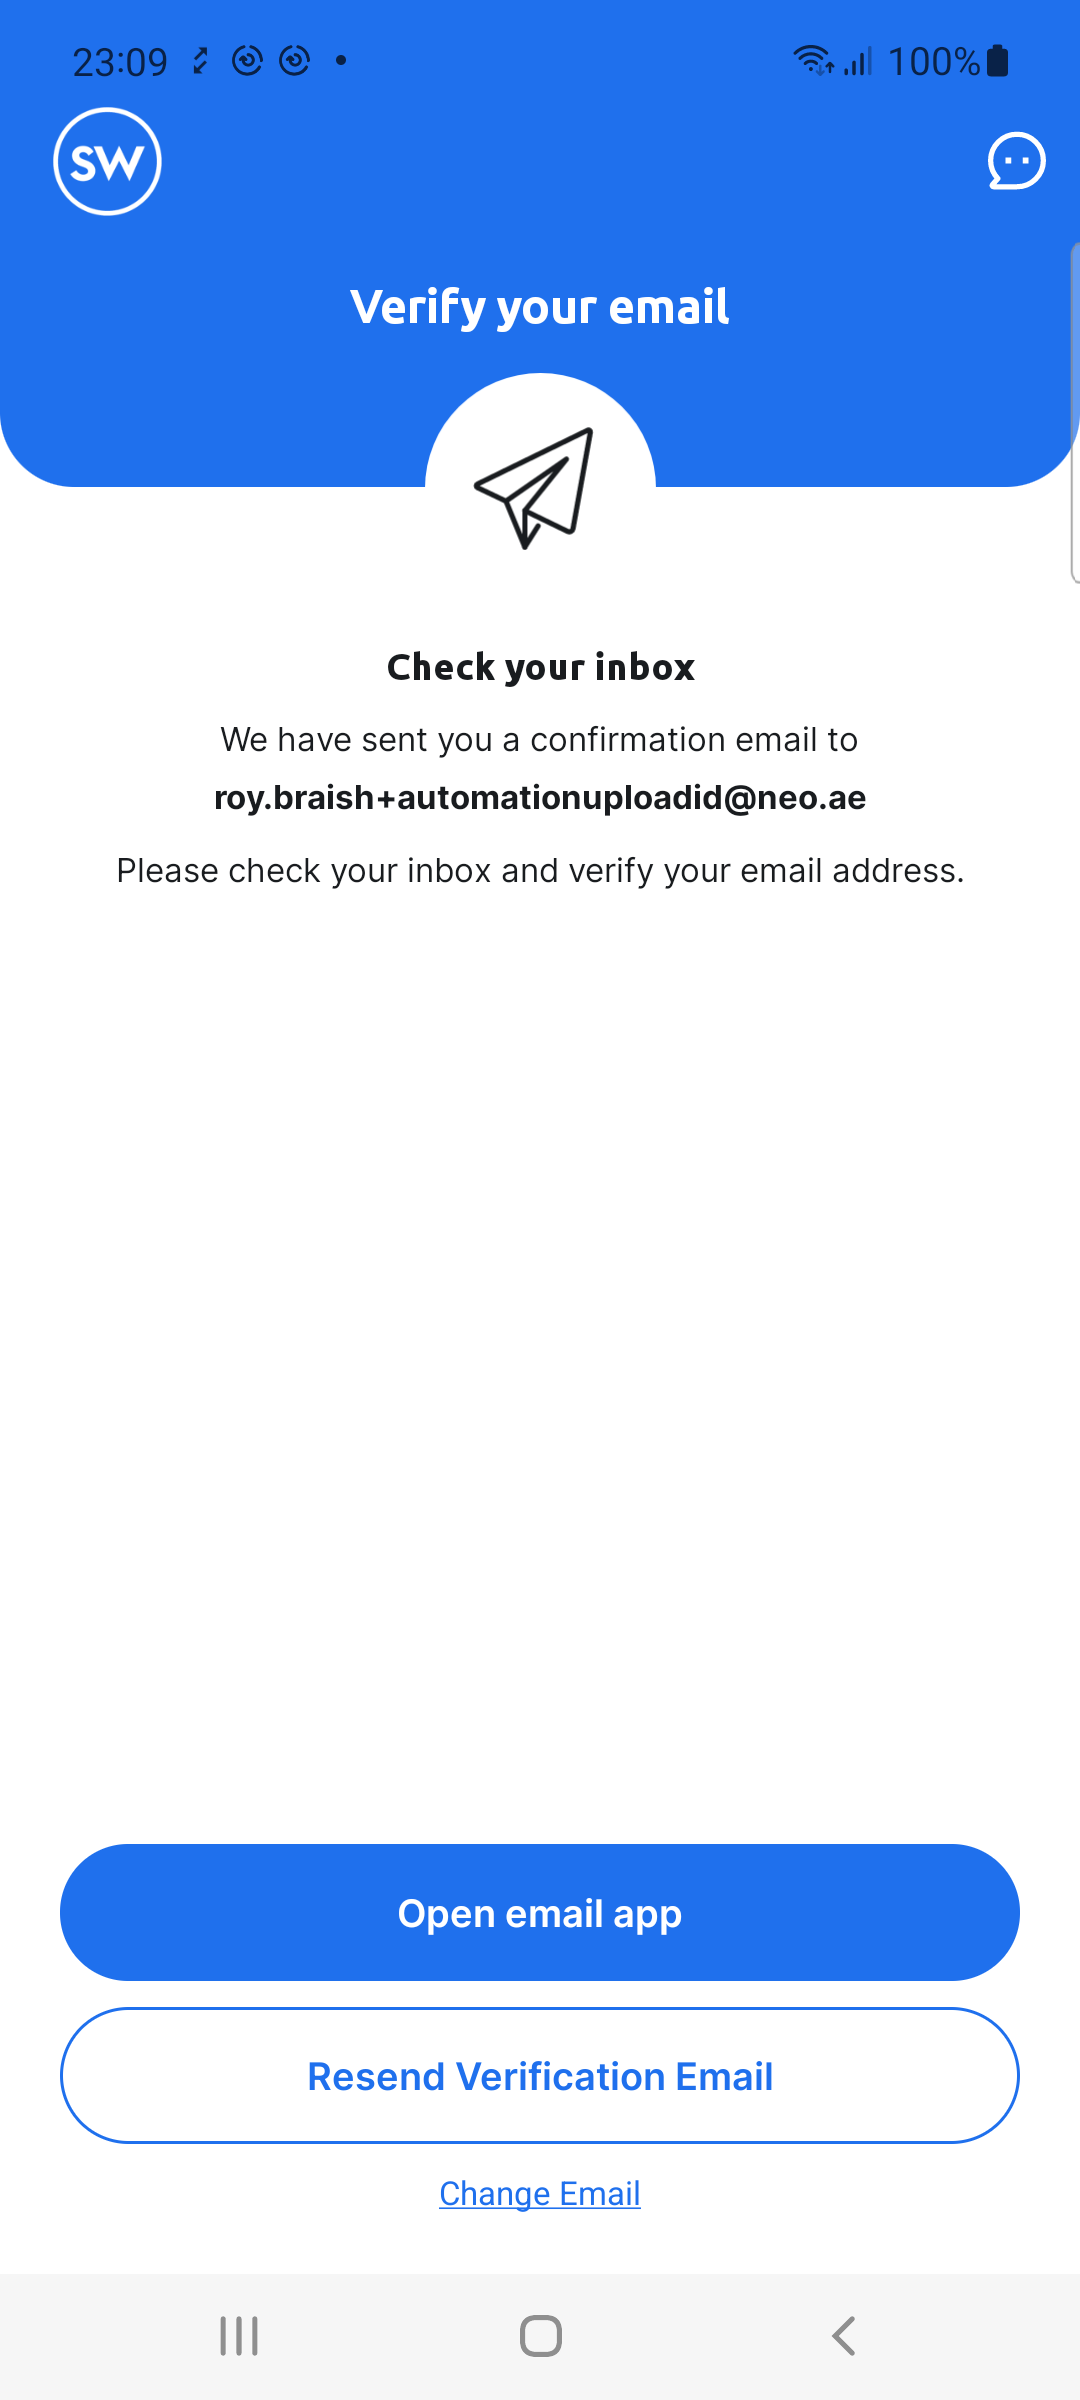 23:09
100%
SW
Verify your email
Check your inbox
We have sent you a confirmation email to
roy.braish+automationuploadid@neo.ae
Please check your inbox and verify your email address.
Open email app
Resend Verification Email
Change Email